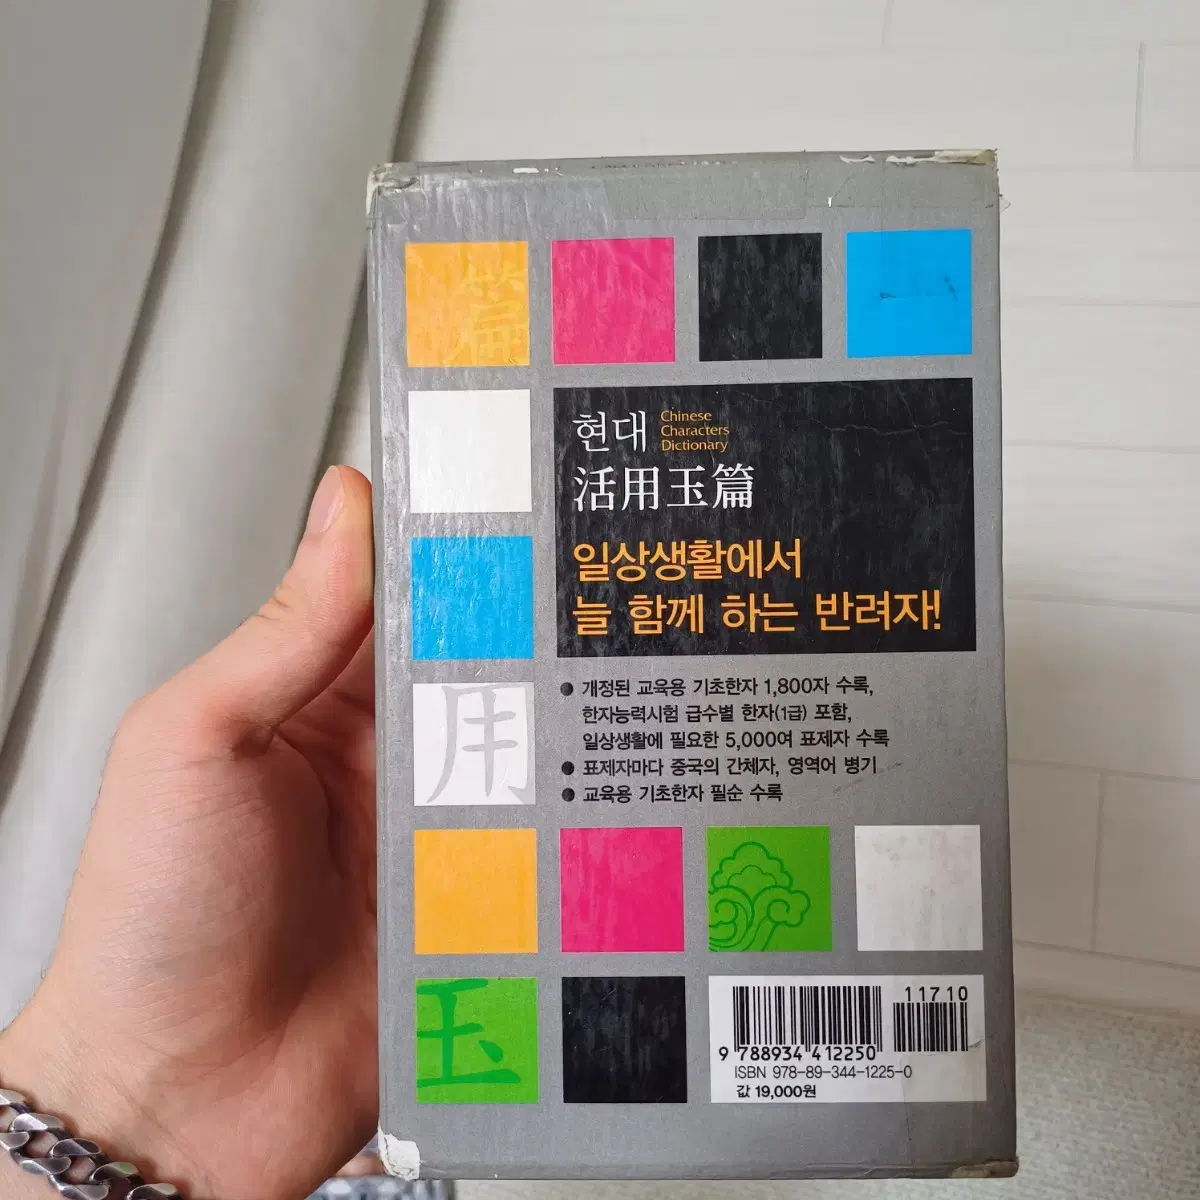 篇
현대
Chinese
Characters
Dictionary
活用玉篇
일상생활에서
늘 함께 하는 반려자!
● 개정된 교육용 기초한자 1,800자 수록,
한자능력시험 급수별 한자(1급) 포함,
일상생활에 필요한 5,000여 표제자 수록
● 표제자마다 중국의 간체자, 영역어 병기
● 교육용 기초한자 필순 수록
用
玉
11710
9 788934 412250
ISBN 978-89-344-1225-0
값 19,000원